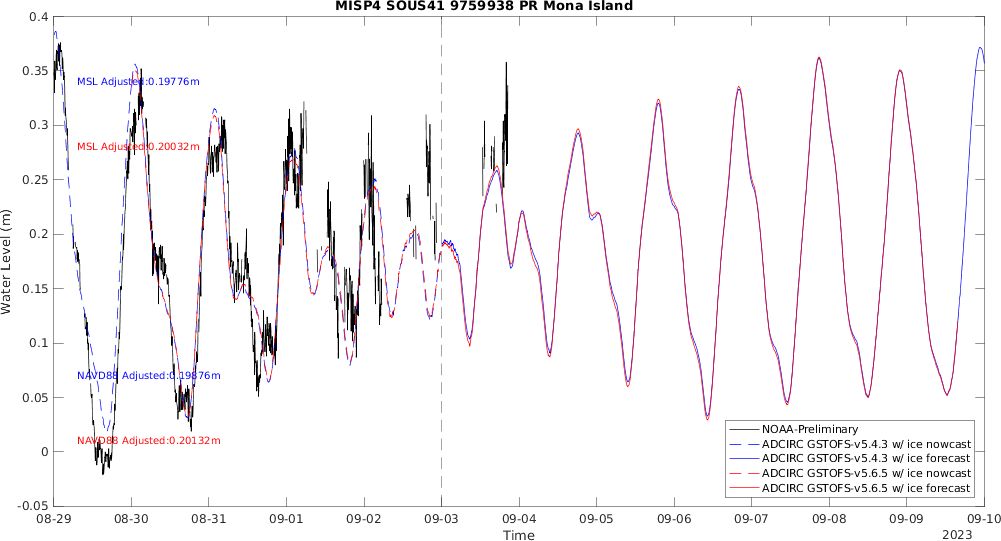 MISP4 SOUS41 9759938 PR Mona Island
Water Level (m)
0.4
0.35
0.3
0.25
0.2
0.15
0.1
0.05
0
-0.05
MSL Adjusted:0.19776m
MSL Adjusted:0.20032m
NAVD88 Adjusted:0.19876m
NAVD88 Adjusted:0.20132m
NOAA-Preliminary
ADCIRC GSTOFS-v5.4.3 w/ ice nowcast
ADCIRC GSTOFS-v5.4.3 w/ ice forecast
ADCIRC GSTOFS-v5.6.5 w/ ice nowcast
ADCIRC GSTOFS-v5.6.5 w/ ice forecast
08-29 08-30 08-31 09-01 09-02 09-03 09-04 09-05 09-06 09-07 09-08 09-09 09-10
Time
2023